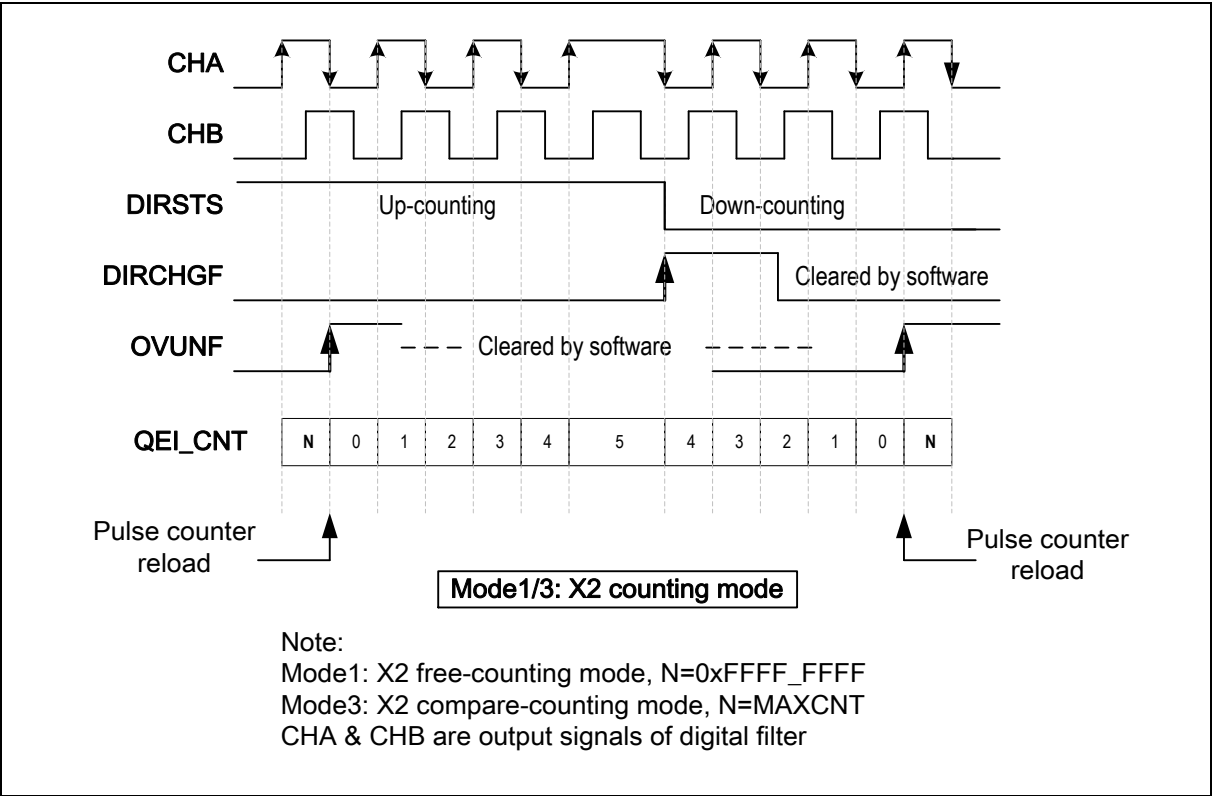 CHA
CHB
DIRSTS Up-counting Down-counting
DIRCHGF Cleared by software
OVUNF Cleared by software
QEI_CNT N 0 1 2 3 4 5 4 3 2 1 0 N
Pulse counter
reload
Pulse counter
reload
Mode1/3: X2 counting mode
Note:
Mode1: X2 free-counting mode, N=0xFFFF_FFFF
Mode3: X2 compare-counting mode, N=MAXCNT
CHA & CHB are output signals of digital filter